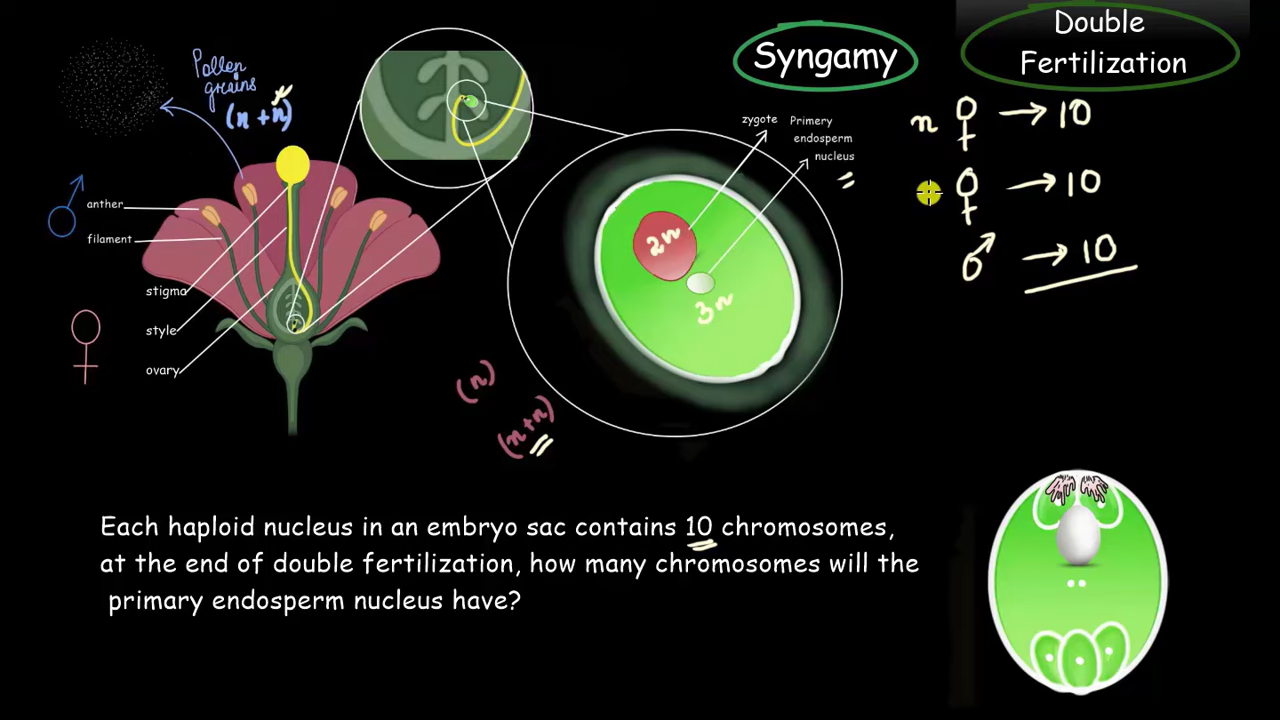 Syngamy
Double
Fertilization
Pollen
grains
(n + n)
n ♀ → 10
♀ → 10
♂ → 10
zygote
Primery
endosperm
nucleus
2n
3n
♂
anther
filament
stigma
style
ovary
♀
(n)
(n+n)
Each haploid nucleus in an embryo sac contains 10 chromosomes,
at the end of double fertilization, how many chromosomes will the
primary endosperm nucleus have?